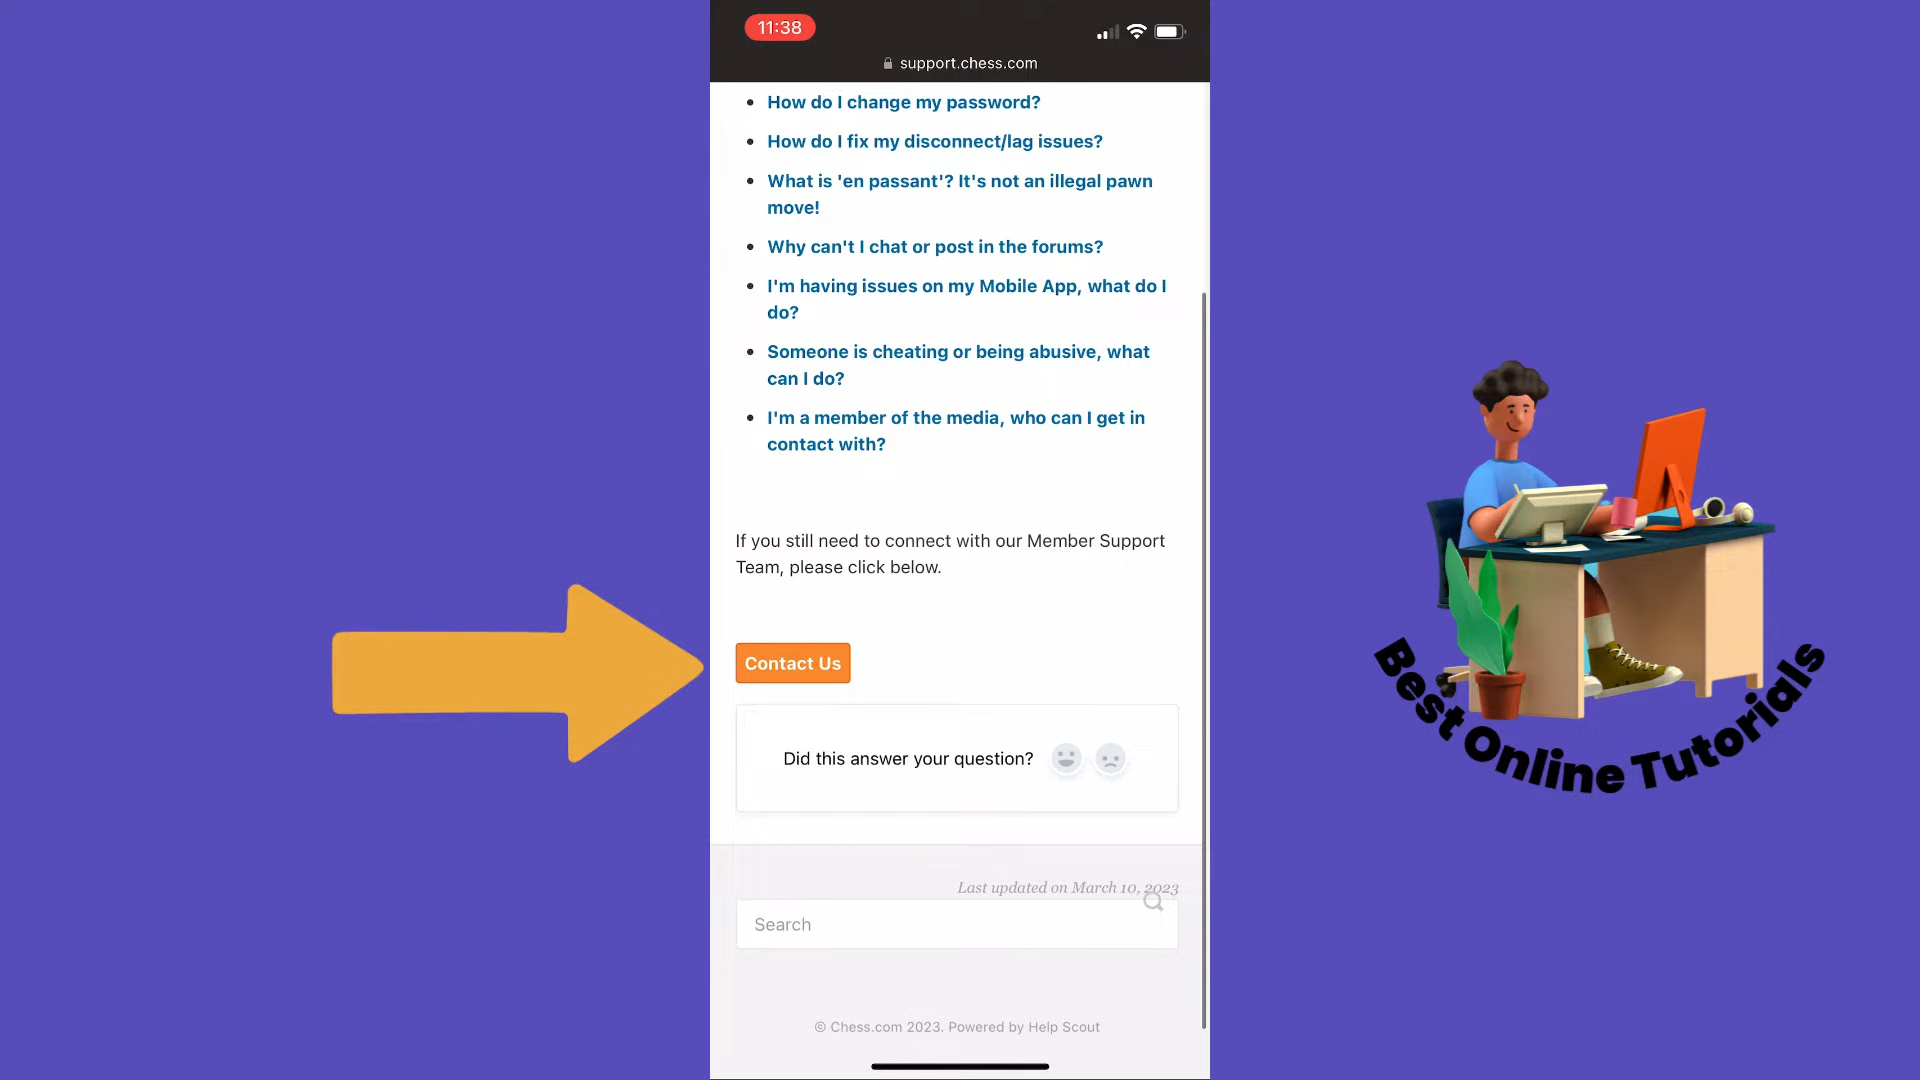 11:38
support.chess.com
How do I change my password?
How do I fix my disconnect/lag issues?
What is 'en passant'? It's not an illegal pawn
move!
Why can't I chat or post in the forums?
I'm having issues on my Mobile App, what do I
do?
Someone is cheating or being abusive, what
can I do?
I'm a member of the media, who can I get in
contact with?
If you still need to connect with our Member Support
Team, please click below.
Contact Us
Did this answer your question?
Last updated on March 10, 2023
Search
© Chess.com 2023. Powered by Help Scout
Best Online Tutorials